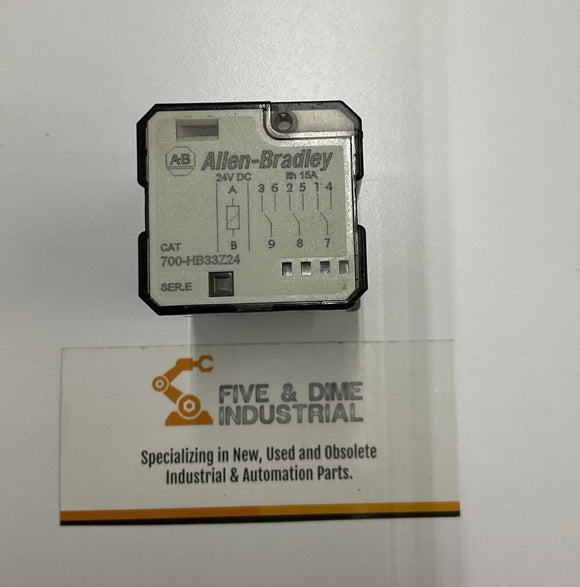 AB Allen-Bradley
24V DC Ith 15A
A 3 6 2 5 1 4
B 9 8 7
CAT
700-HB33Z24
SER.E
FIVE & DIME
INDUSTRIAL
Specializing in New, Used and Obsolete
Industrial & Automation Parts.